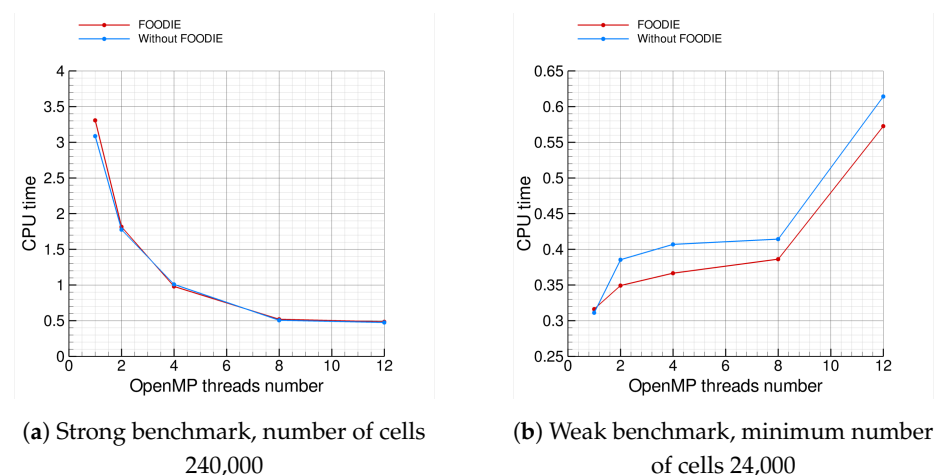 FOODIE
Without FOODIE
4
3.5
3
2.5
2
1.5
1
0.5
0
CPU time
0 2 4 6 8 10 12
OpenMP threads number
(a) Strong benchmark, number of cells
240,000
FOODIE
Without FOODIE
0.65
0.6
0.55
0.5
0.45
0.4
0.35
0.3
0.25
CPU time
0 2 4 6 8 10 12
OpenMP threads number
(b) Weak benchmark, minimum number
of cells 24,000